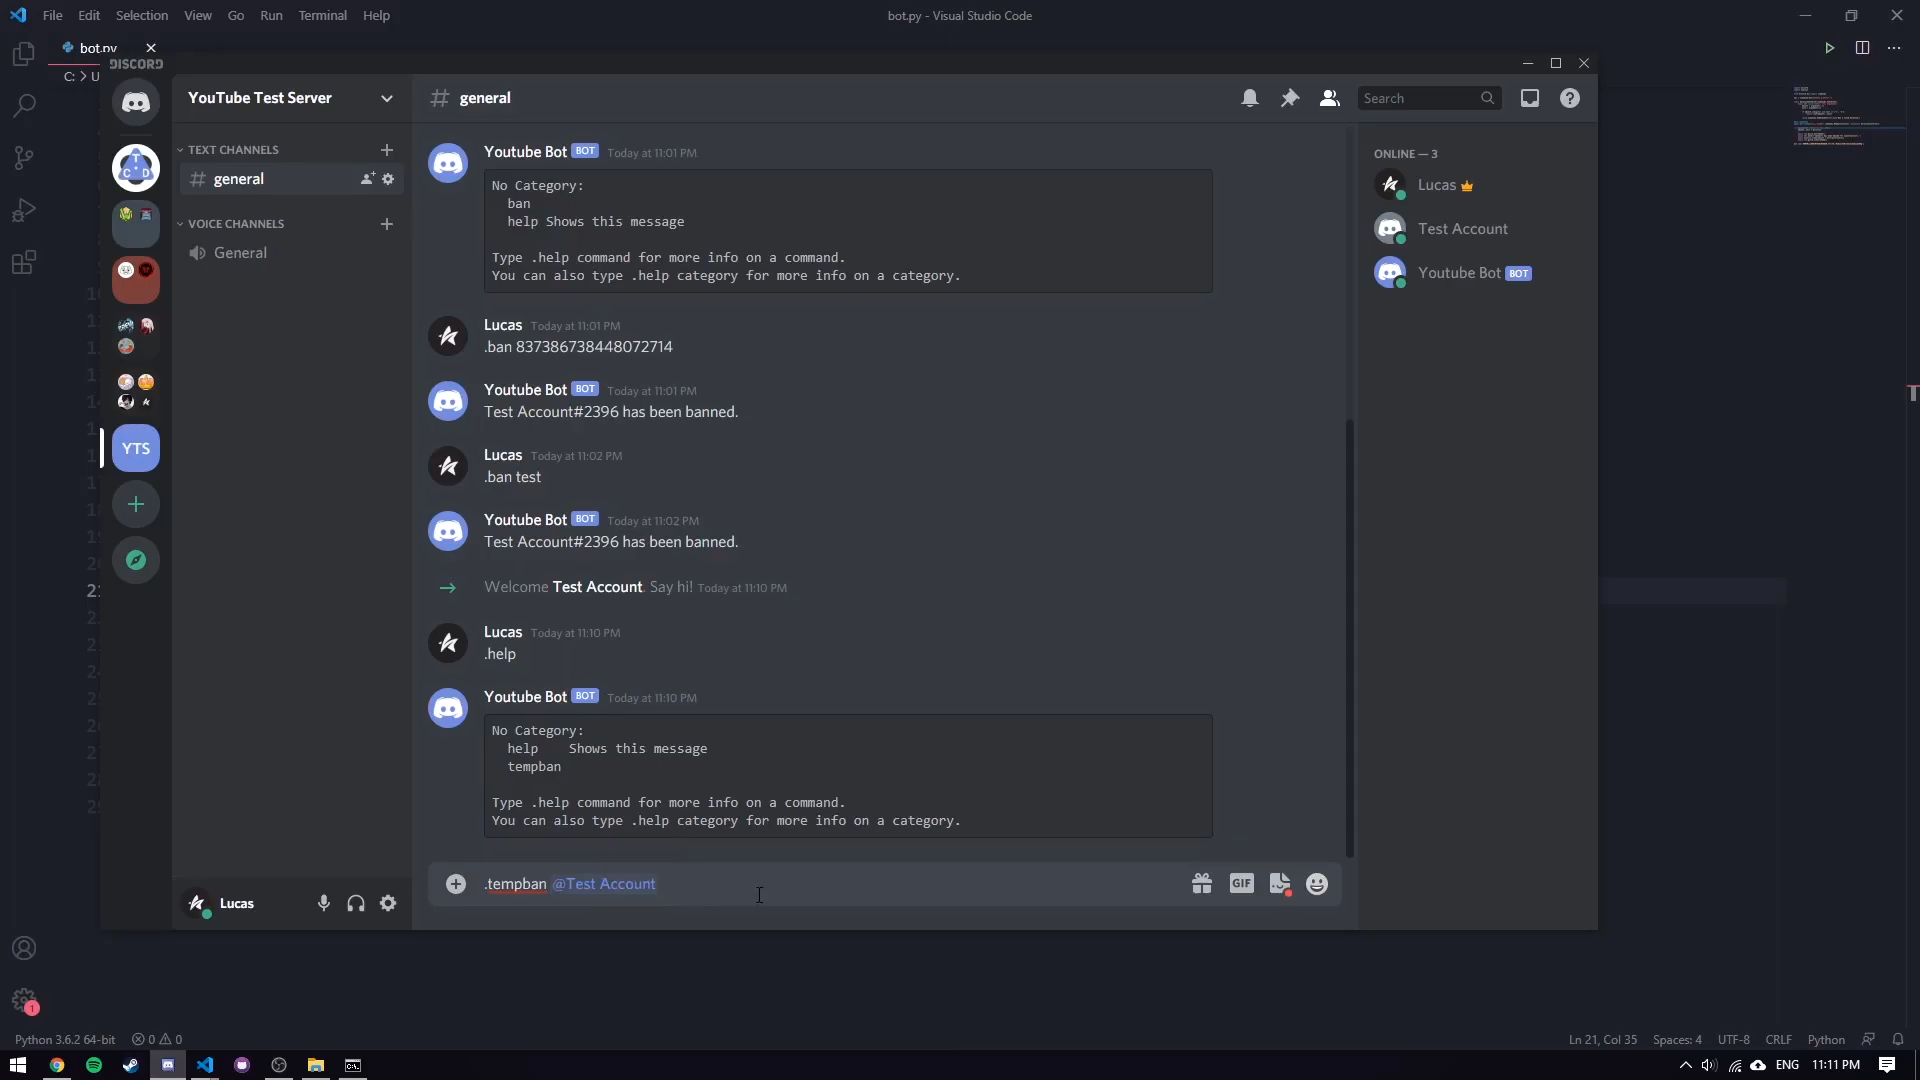 File Edit Selection View Go Run Terminal Help
bot.py - Visual Studio Code
bot.py
C: > U
DISCORD
YouTube Test Server
general
Search
TEXT CHANNELS
general
VOICE CHANNELS
General
YTS
Youtube Bot BOT Today at 11:01 PM
No Category:
ban
help Shows this message
Type .help command for more info on a command.
You can also type .help category for more info on a category.
Lucas Today at 11:01 PM
.ban 837386738448072714
Youtube Bot BOT Today at 11:01 PM
Test Account#2396 has been banned.
Lucas Today at 11:02 PM
.ban test
Youtube Bot BOT Today at 11:02 PM
Test Account#2396 has been banned.
Welcome Test Account. Say hi! Today at 11:10 PM
Lucas Today at 11:10 PM
.help
Youtube Bot BOT Today at 11:10 PM
No Category:
help Shows this message
tempban
Type .help command for more info on a command.
You can also type .help category for more info on a category.
.tempban @Test Account
GIF
ONLINE — 3
Lucas
Test Account
Youtube Bot BOT
Lucas
1
Python 3.6.2 64-bit 0 0
Ln 21, Col 35 Spaces: 4 UTF-8 CRLF Python
ENG 11:11 PM